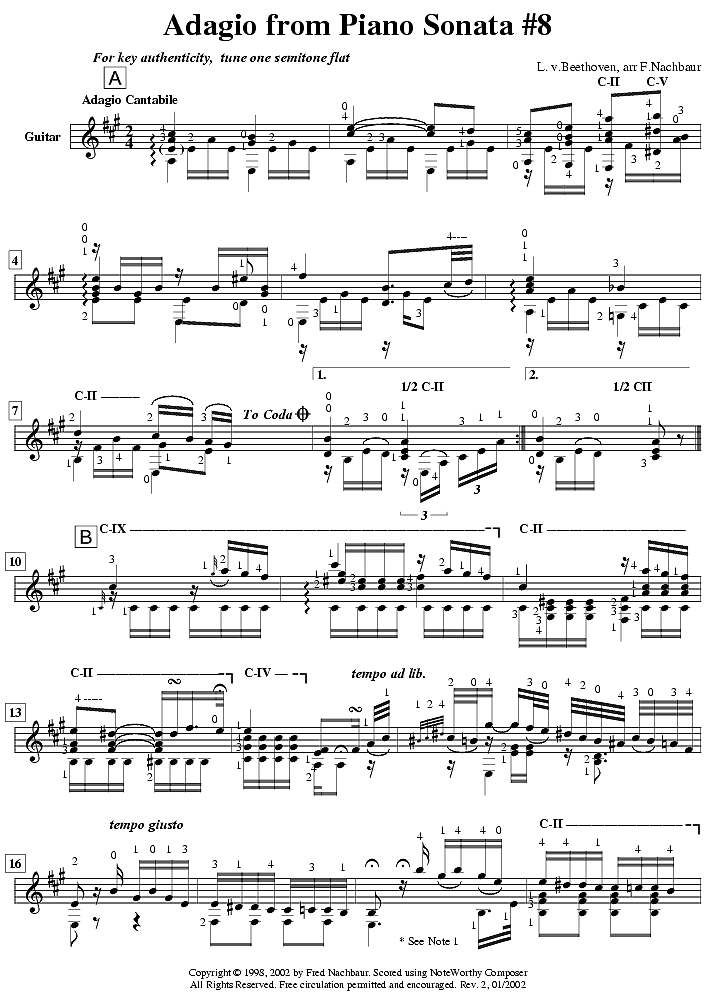 Adagio from Piano Sonata #8
For key authenticity, tune one semitone flat
L. v.Beethoven, arr F.Nachbaur
A
C-II C-V
Adagio Cantabile
Guitar
4
1. 2.
C-II 1/2 C-II 1/2 CII
7
To Coda
3 3
B
C-IX C-II
10
C-II C-IV tempo ad lib.
13
tempo giusto C-II
16
* See Note 1
Copyright © 1998, 2002 by Fred Nachbaur. Scored using NoteWorthy Composer
All Rights Reserved. Free circulation permitted and encouraged. Rev. 2, 01/2002